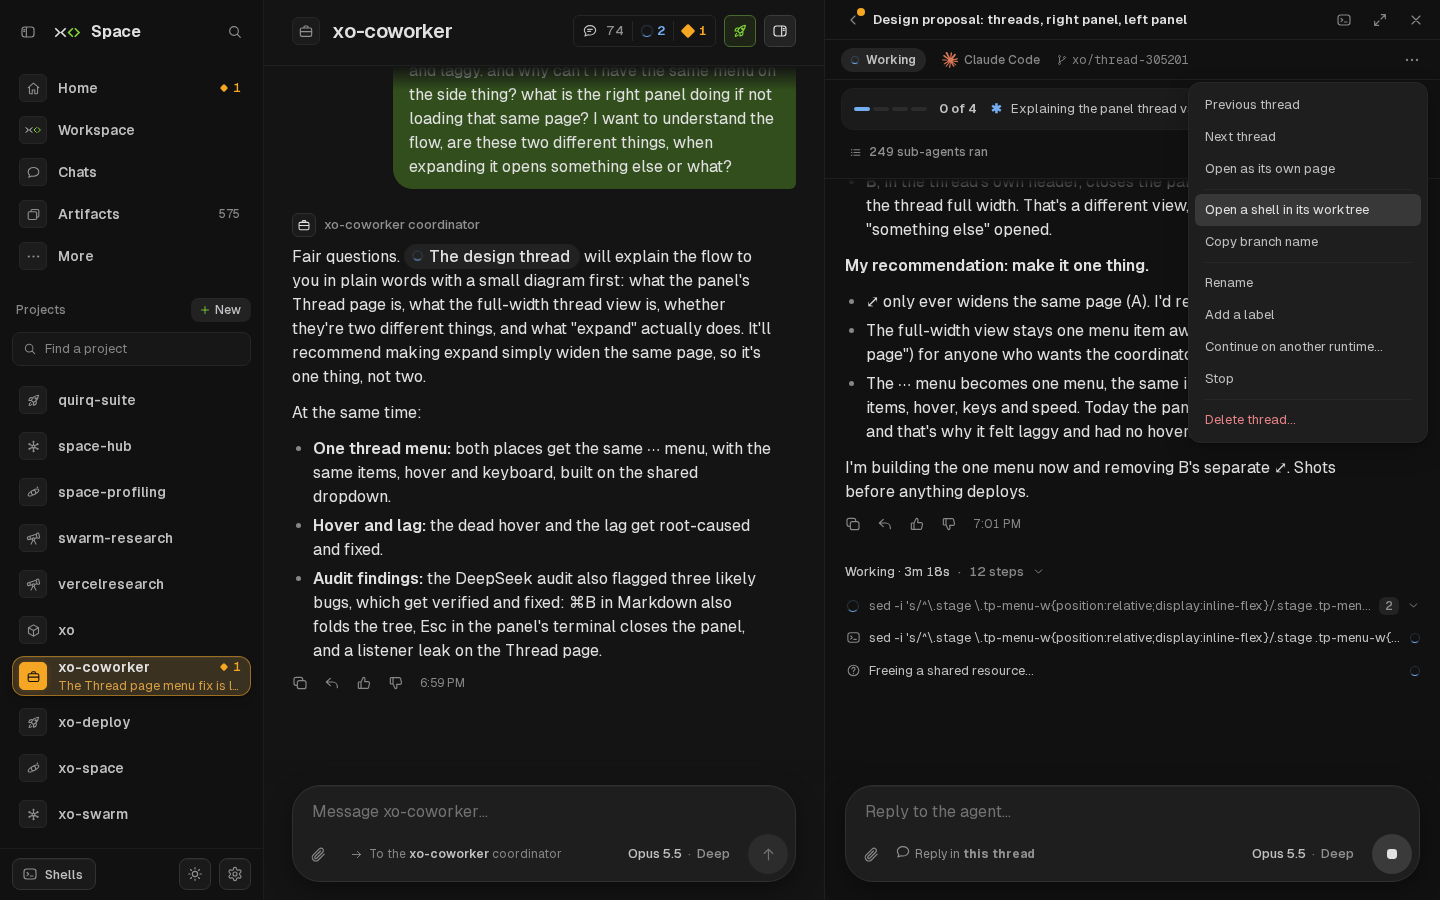 Space
Home
1
Workspace
Chats
Artifacts
575
More
Projects
New
Find a project
quirq-suite
space-hub
space-profiling
swarm-research
vercelresearch
xo
xo-coworker
1
The Thread page menu fix is l...
xo-deploy
xo-space
xo-swarm
Shells
xo-coworker
74
2
1
and laggy. and why can't I have the same menu on
the side thing? what is the right panel doing if not
loading that same page? I want to understand the
flow, are these two different things, when
expanding it opens something else or what?
xo-coworker coordinator
Fair questions. The design thread will explain the flow to
you in plain words with a small diagram first: what the panel's
Thread page is, what the full-width thread view is, whether
they're two different things, and what "expand" actually does. It'll
recommend making expand simply widen the same page, so it's
one thing, not two.
At the same time:
• One thread menu: both places get the same ··· menu, with the
same items, hover and keyboard, built on the shared
dropdown.
• Hover and lag: the dead hover and the lag get root-caused
and fixed.
• Audit findings: the DeepSeek audit also flagged three likely
bugs, which get verified and fixed: ⌘B in Markdown also
folds the tree, Esc in the panel's terminal closes the panel,
and a listener leak on the Thread page.
6:59 PM
Message xo-coworker...
→ To the xo-coworker coordinator
Opus 5.5 · Deep
Design proposal: threads, right panel, left panel
Working
Claude Code
xo/thread-305201
0 of 4
Explaining the panel thread v
249 sub-agents ran
• B, in the thread's own header, closes the pa
the thread full width. That's a different view,
"something else" opened.
My recommendation: make it one thing.
• ⤢ only ever widens the same page (A). I'd re
• The full-width view stays one menu item aw
page") for anyone who wants the coordinato
• The ··· menu becomes one menu, the same i
items, hover, keys and speed. Today the pan
and that's why it felt laggy and had no hover
I'm building the one menu now and removing B's separate ⤢. Shots
before anything deploys.
7:01 PM
Working · 3m 18s · 12 steps
sed -i 's/^\.stage \.tp-menu-w{position:relative;display:inline-flex}/.stage .tp-men...
2
sed -i 's/^\.stage \.tp-menu-w{position:relative;display:inline-flex}/.stage .tp-menu-w{...
Freeing a shared resource...
Reply to the agent...
Reply in this thread
Opus 5.5 · Deep
Previous thread
Next thread
Open as its own page
Open a shell in its worktree
Copy branch name
Rename
Add a label
Continue on another runtime...
Stop
Delete thread...